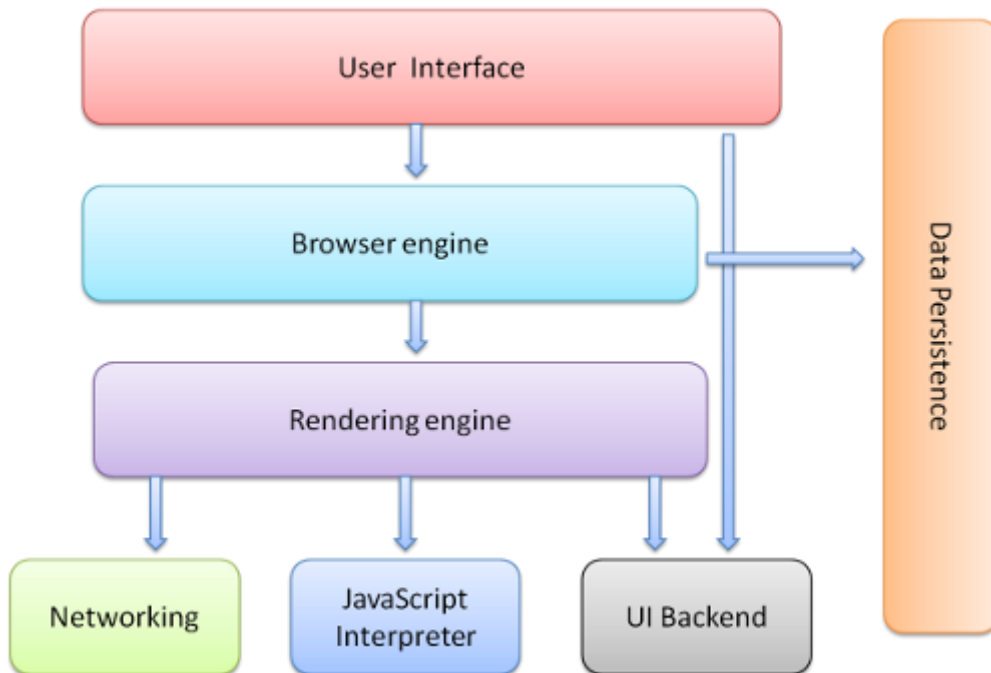 User Interface
Browser engine
Data Persistence
Rendering engine
Networking
JavaScript
Interpreter
UI Backend